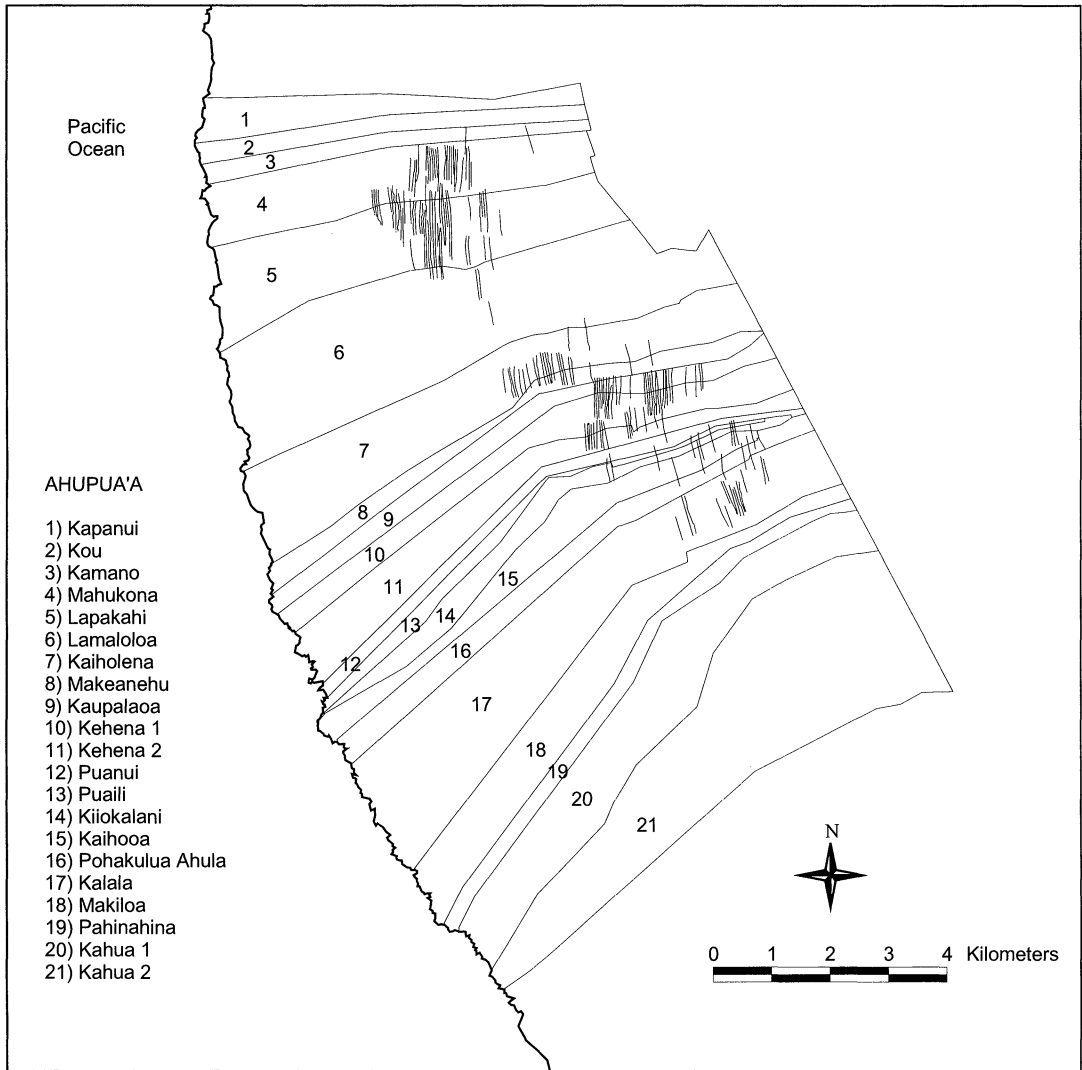 Pacific
Ocean
1
2
3
4
5
6
7
8
9
10
11
12
13
14
15
16
17
18
19
20
21
AHUPUA'A
1) Kapanui
2) Kou
3) Kamano
4) Mahukona
5) Lapakahi
6) Lamaloloa
7) Kaiholena
8) Makeanehu
9) Kaupalaoa
10) Kehena 1
11) Kehena 2
12) Puanui
13) Puaili
14) Kiiokalani
15) Kaihooa
16) Pohakulua Ahula
17) Kalala
18) Makiloa
19) Pahinahina
20) Kahua 1
21) Kahua 2
N
0 1 2 3 4 Kilometers